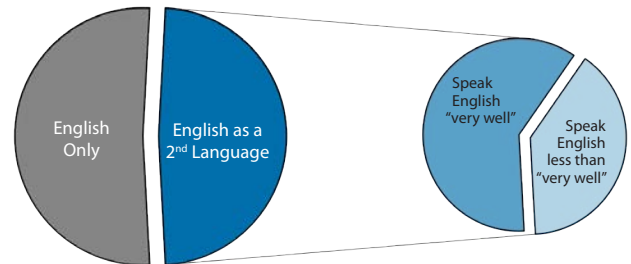 English
Only
English as a
2nd Language
Speak
English
“very well”
Speak
English
less than
“very well”